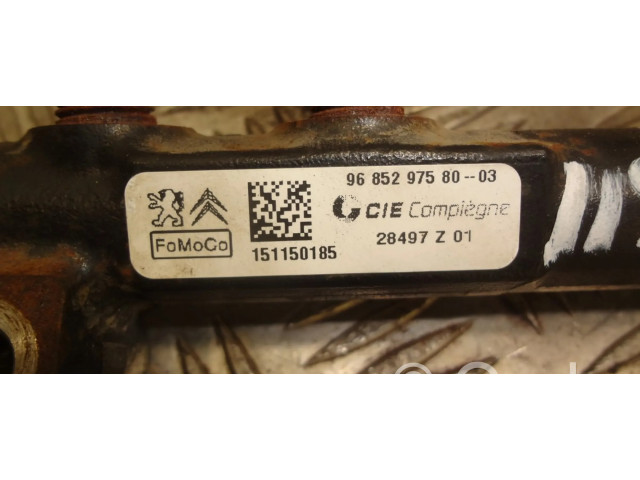 96 852 975 80--03
CIE Compiègne
28497 Z 01
FoMoCo
151150185